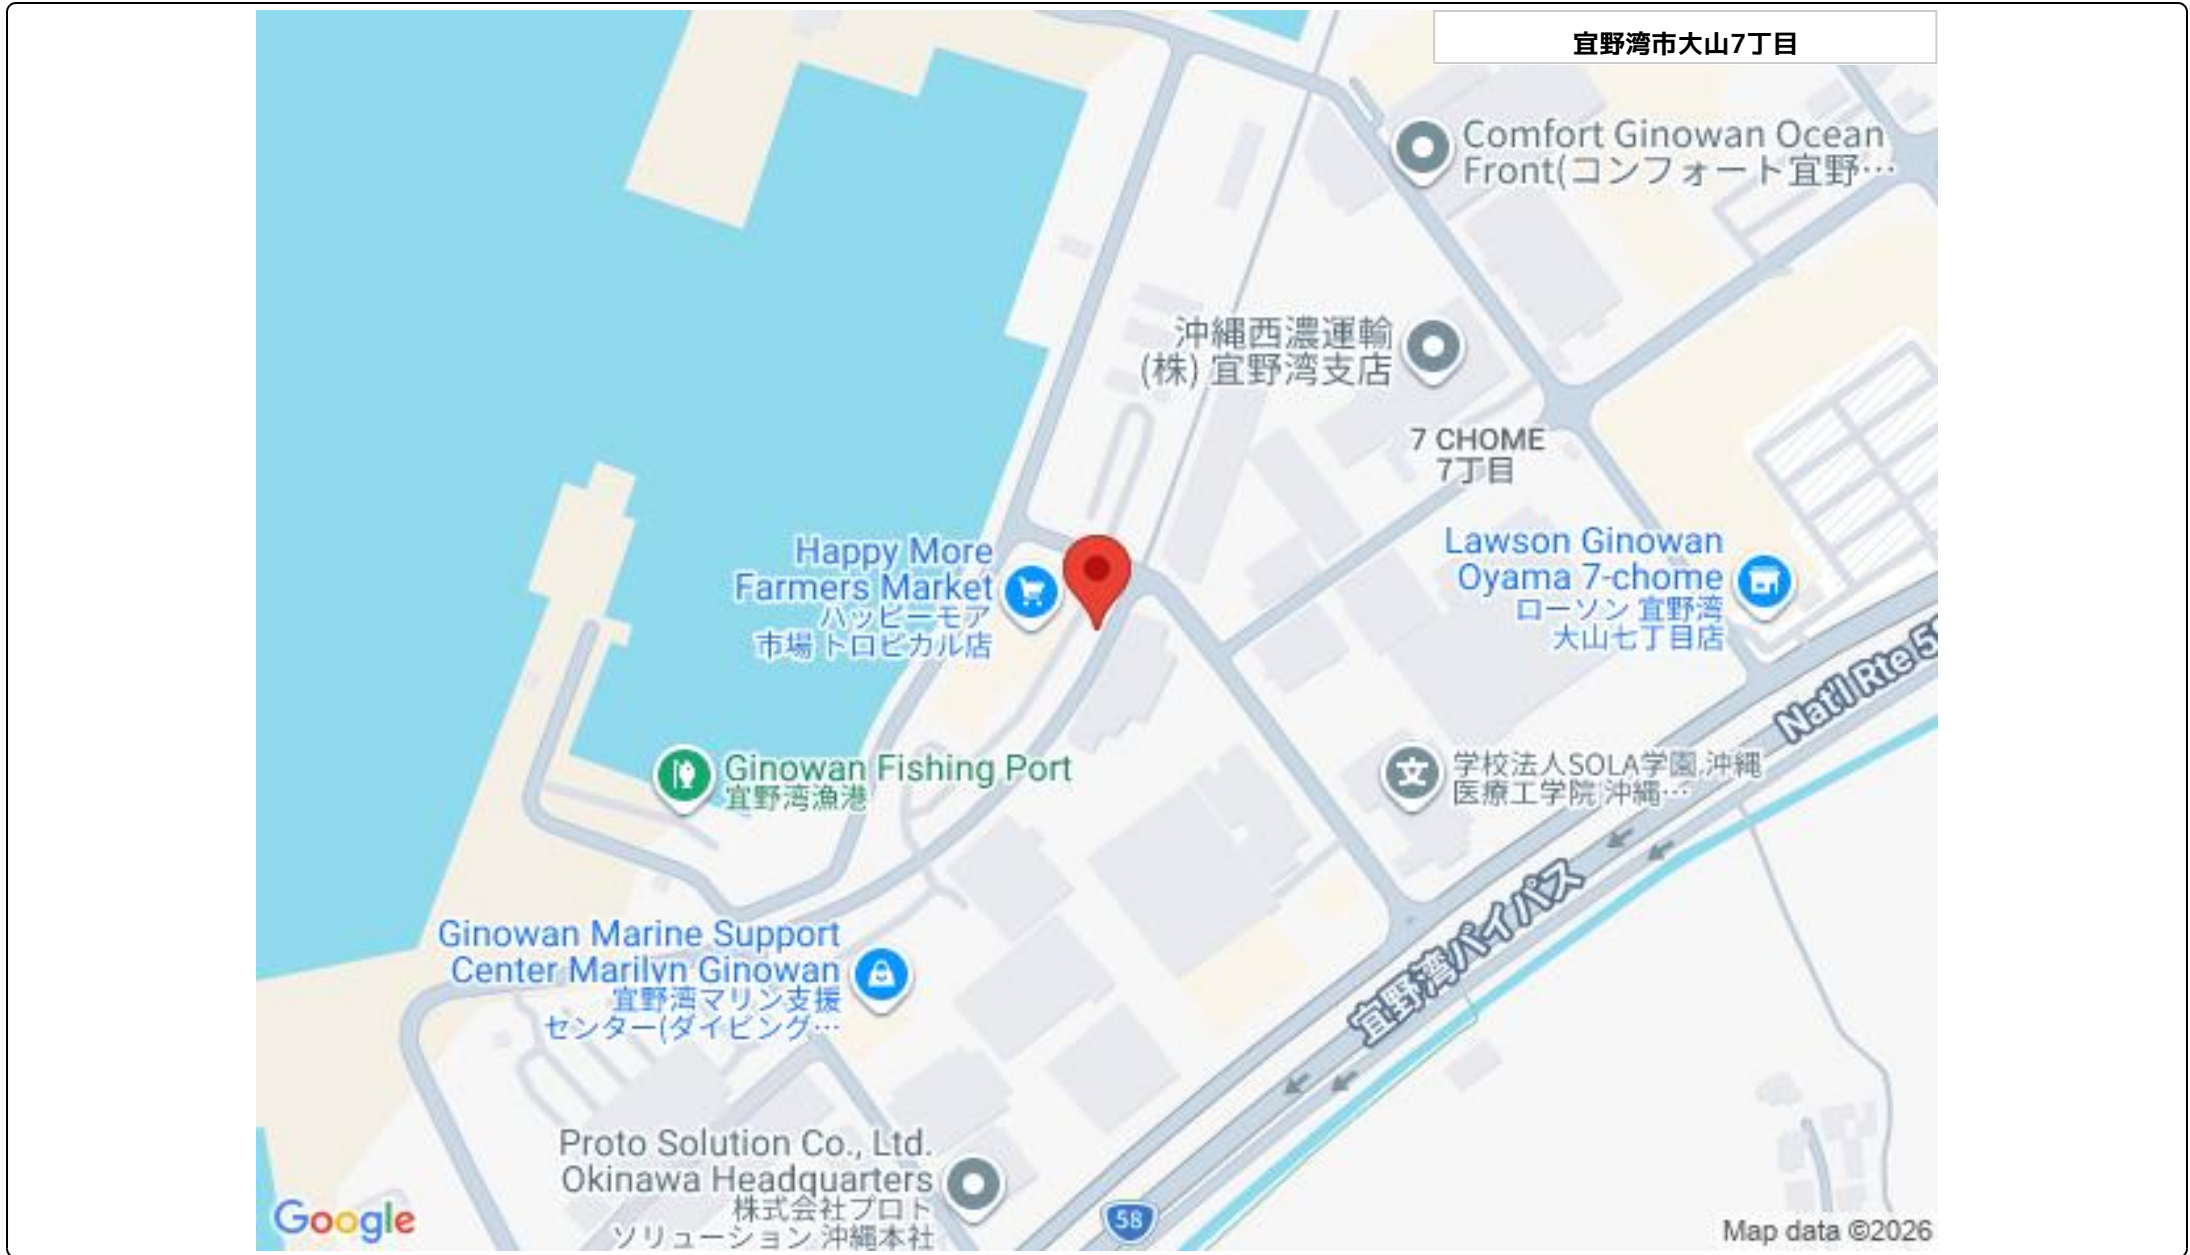 宜野湾市大山7丁目
Comfort Ginowan Ocean
Front(コンフォート宜野…
沖縄西濃運輸
(株) 宜野湾支店
7 CHOME
7丁目
Happy More
Farmers Market
ハッピーモア
市場 トロピカル店
Lawson Ginowan
Oyama 7-chome
ローソン 宜野湾
大山七丁目店
Nat'l Rte 58
Ginowan Fishing Port
宜野湾漁港
学校法人SOLA学園 沖縄
医療工学院 沖縄…
宜野湾バイパス
Ginowan Marine Support
Center Marilyn Ginowan
宜野湾マリン支援
センター(ダイビング…
Proto Solution Co., Ltd.
Okinawa Headquarters
株式会社プロト
ソリューション 沖縄本社
58
Google
Map data ©2026